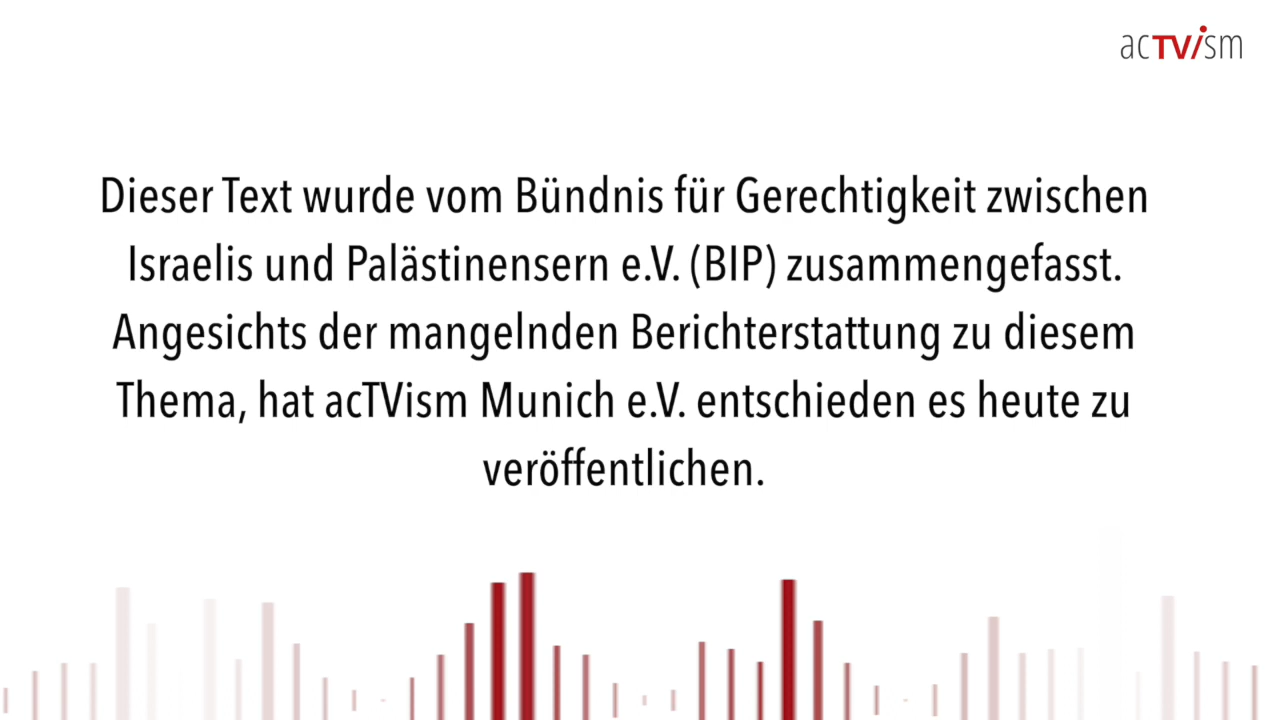 acTVism
Dieser Text wurde vom Bündnis für Gerechtigkeit zwischen
Israelis und Palästinensern e.V. (BIP) zusammengefasst.
Angesichts der mangelnden Berichterstattung zu diesem
Thema, hat acTVism Munich e.V. entschieden es heute zu
veröffentlichen.